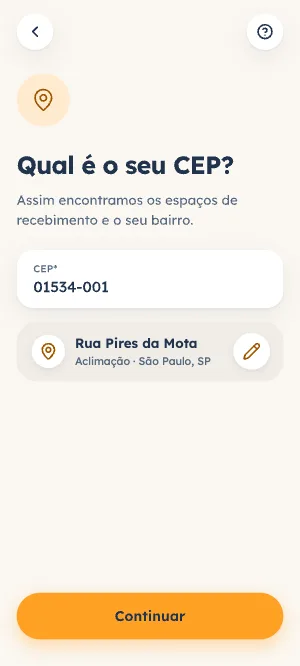 Qual é o seu CEP?
Assim encontramos os espaços de
recebimento e o seu bairro.
CEP*
01534-001
Rua Pires da Mota
Aclimação · São Paulo, SP
Continuar